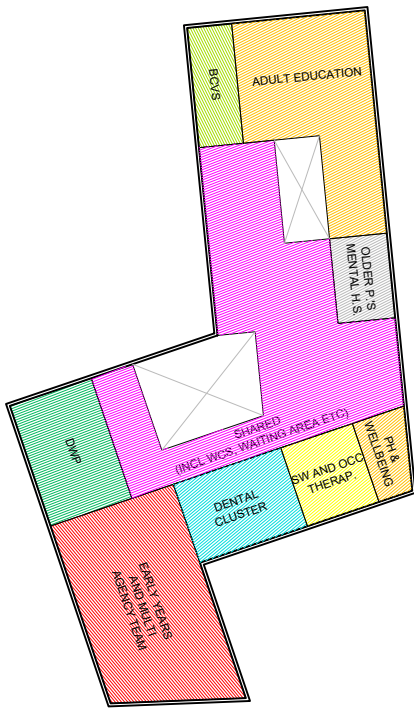 BCVS
ADULT EDUCATION
OLDER P.'S
MENTAL H.S.
SHARED
(INCL WCS, WAITING AREA ETC)
DWP
PH &
WELLBEING
SW AND OCC
THERAP.
DENTAL
CLUSTER
EARLY YEARS
AND MULTI
AGENCY TEAM